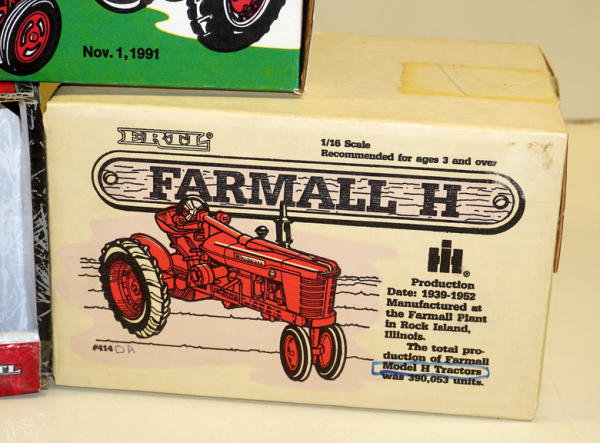 Nov. 1, 1991
ERTL®
1/16 Scale
Recommended for ages 3 and over
FARMALL H
IH®
Production
Date: 1939-1952
Manufactured at
the Farmall Plant
in Rock Island,
Illinois.
The total pro-
duction of Farmall
Model H Tractors
was 390,053 units.
FARMALL
#414 DA